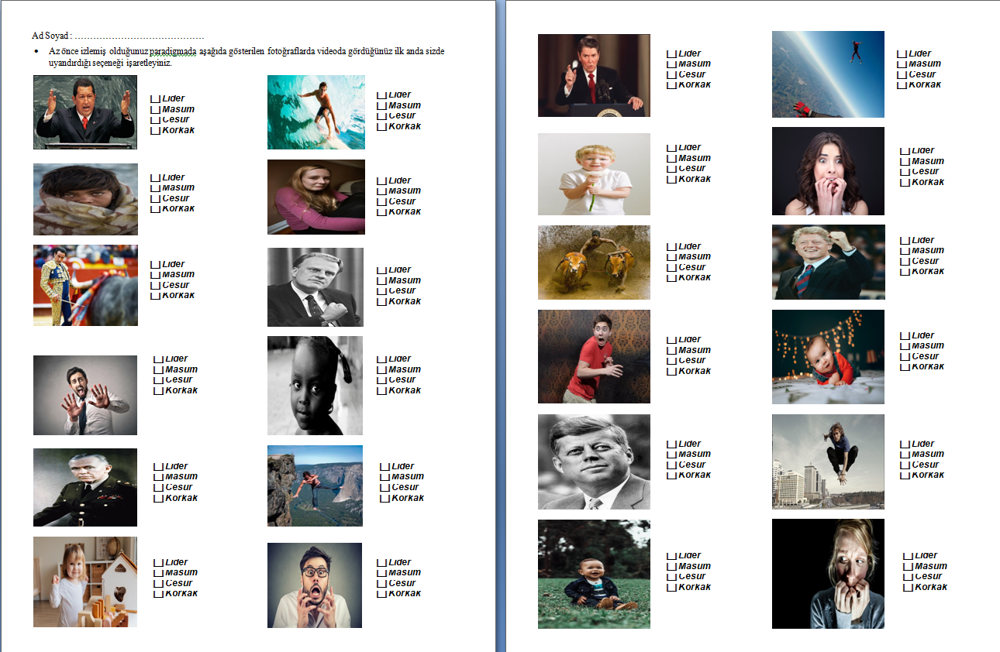 Ad Soyad : ……………………………………
• Az önce izlemiş olduğunuz paradigmada aşağıda gösterilen fotoğraflarda videoda gördüğünüz ilk anda sizde
uyandırdığı seçeneği işaretleyiniz.
Lider
Masum
Cesur
Korkak
Lider
Masum
Cesur
Korkak
Lider
Masum
Cesur
Korkak
Lider
Masum
Cesur
Korkak
Lider
Masum
Cesur
Korkak
Lider
Masum
Cesur
Korkak
Lider
Masum
Cesur
Korkak
Lider
Masum
Cesur
Korkak
Lider
Masum
Cesur
Korkak
Lider
Masum
Cesur
Korkak
Lider
Masum
Cesur
Korkak
Lider
Masum
Cesur
Korkak
Lider
Masum
Cesur
Korkak
Lider
Masum
Cesur
Korkak
Lider
Masum
Cesur
Korkak
Lider
Masum
Cesur
Korkak
Lider
Masum
Cesur
Korkak
Lider
Masum
Cesur
Korkak
Lider
Masum
Cesur
Korkak
Lider
Masum
Cesur
Korkak
Lider
Masum
Cesur
Korkak
Lider
Masum
Cesur
Korkak
Lider
Masum
Cesur
Korkak
Lider
Masum
Cesur
Korkak